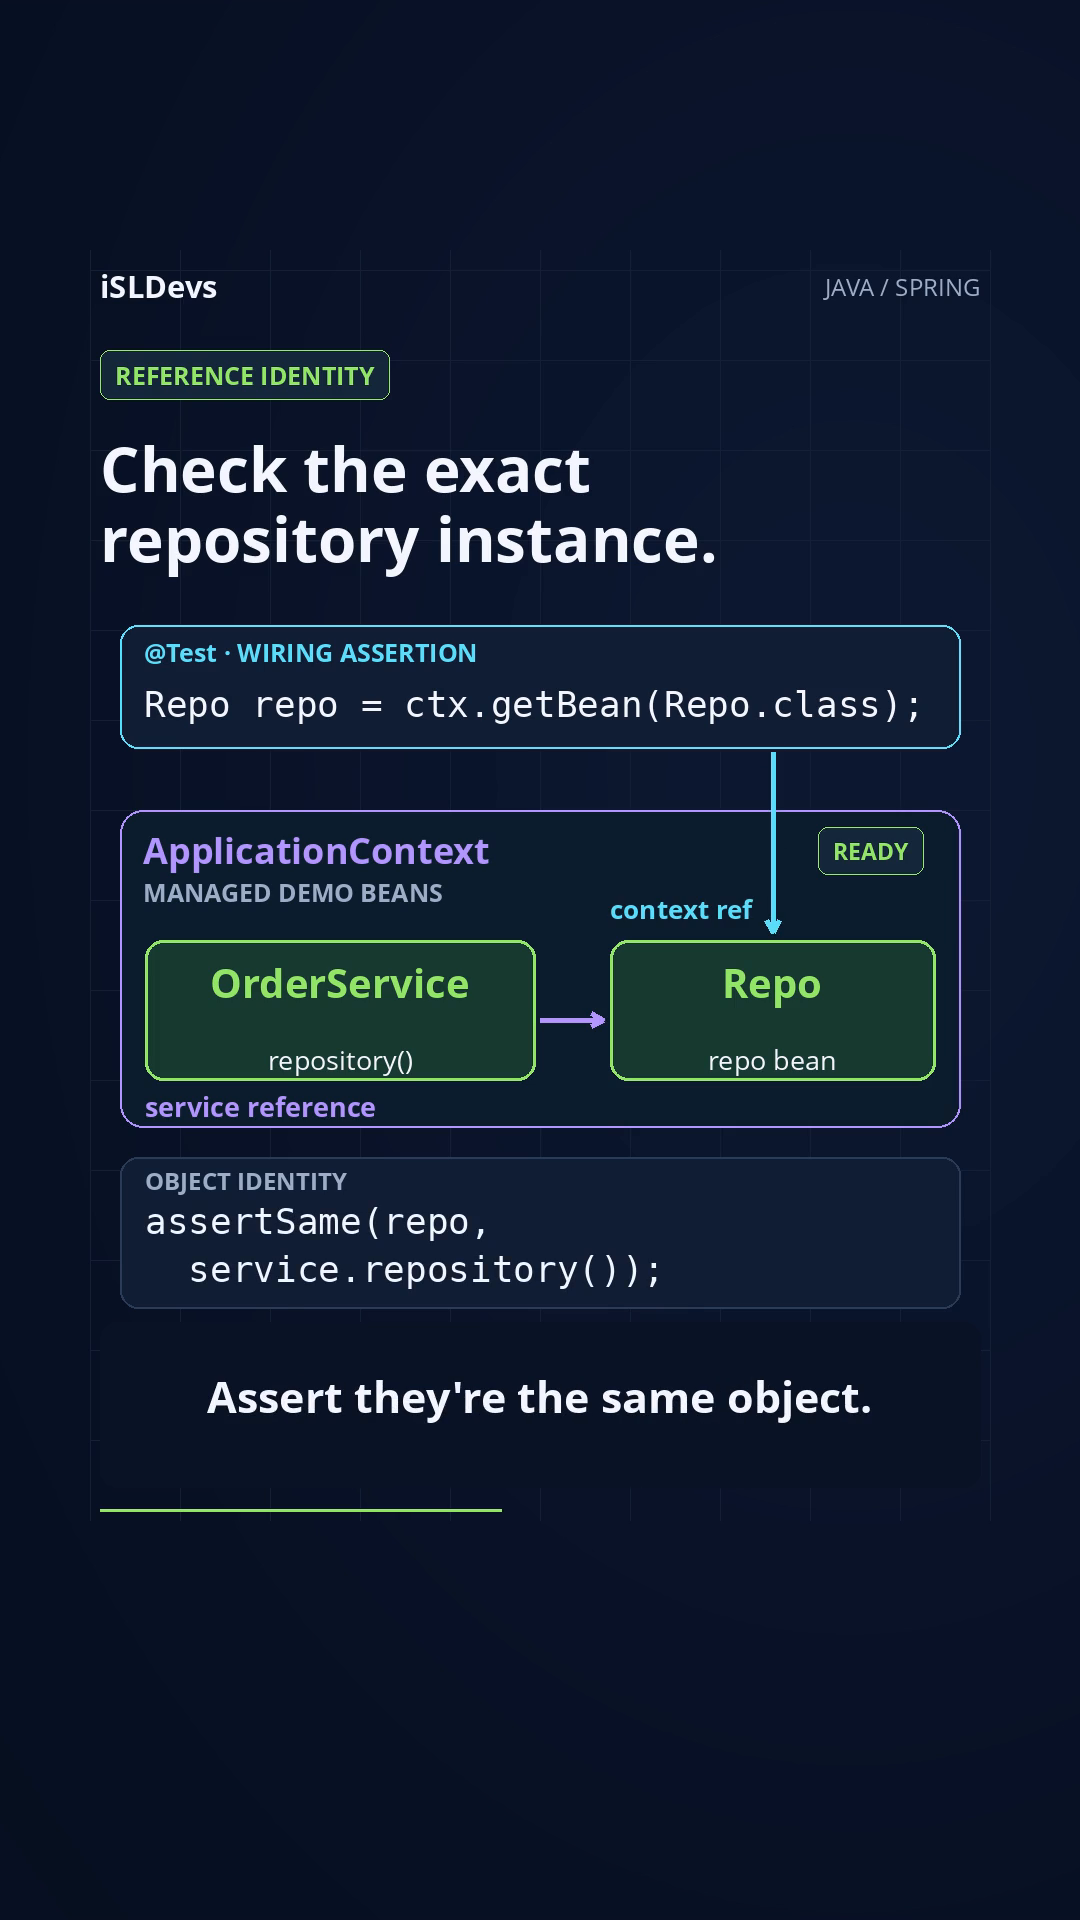 iSLDevs
JAVA / SPRING
REFERENCE IDENTITY
Check the exact
repository instance.
@Test · WIRING ASSERTION
Repo repo = ctx.getBean(Repo.class);
ApplicationContext
READY
MANAGED DEMO BEANS
context ref
OrderService
Repo
repository()
repo bean
service reference
OBJECT IDENTITY
assertSame(repo,
  service.repository());
Assert they're the same object.